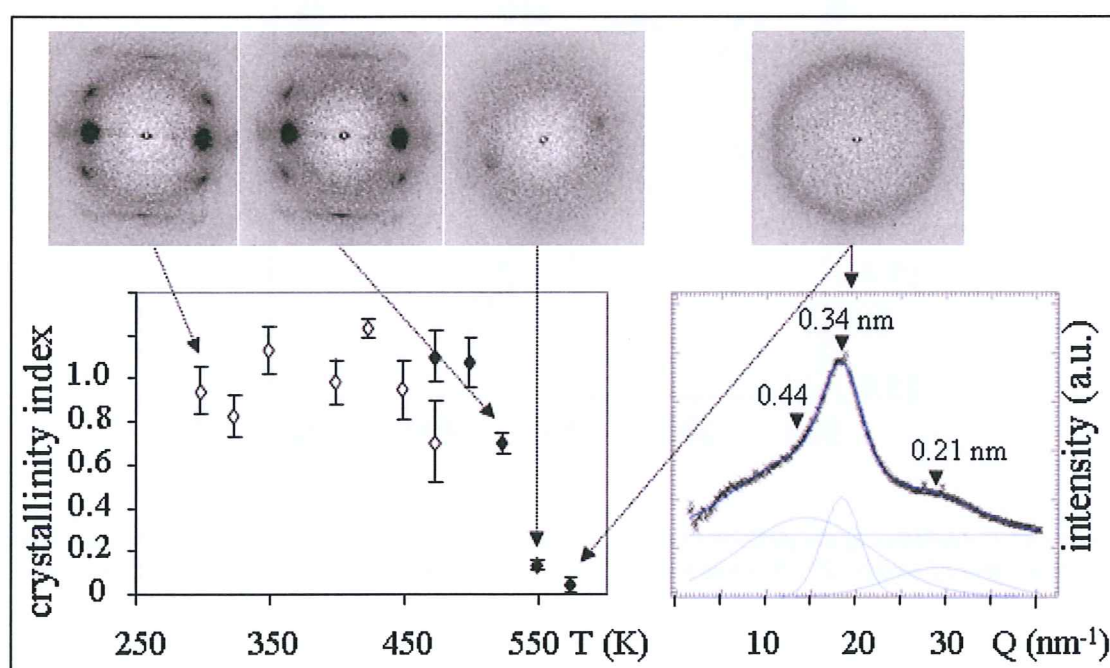 crystallinity index
1.0
0.8
0.6
0.4
0.2
0
250 350 450 550 T (K)
0.34 nm
0.44
0.21 nm
10 20 30 Q (nm-1)
intensity (a.u.)